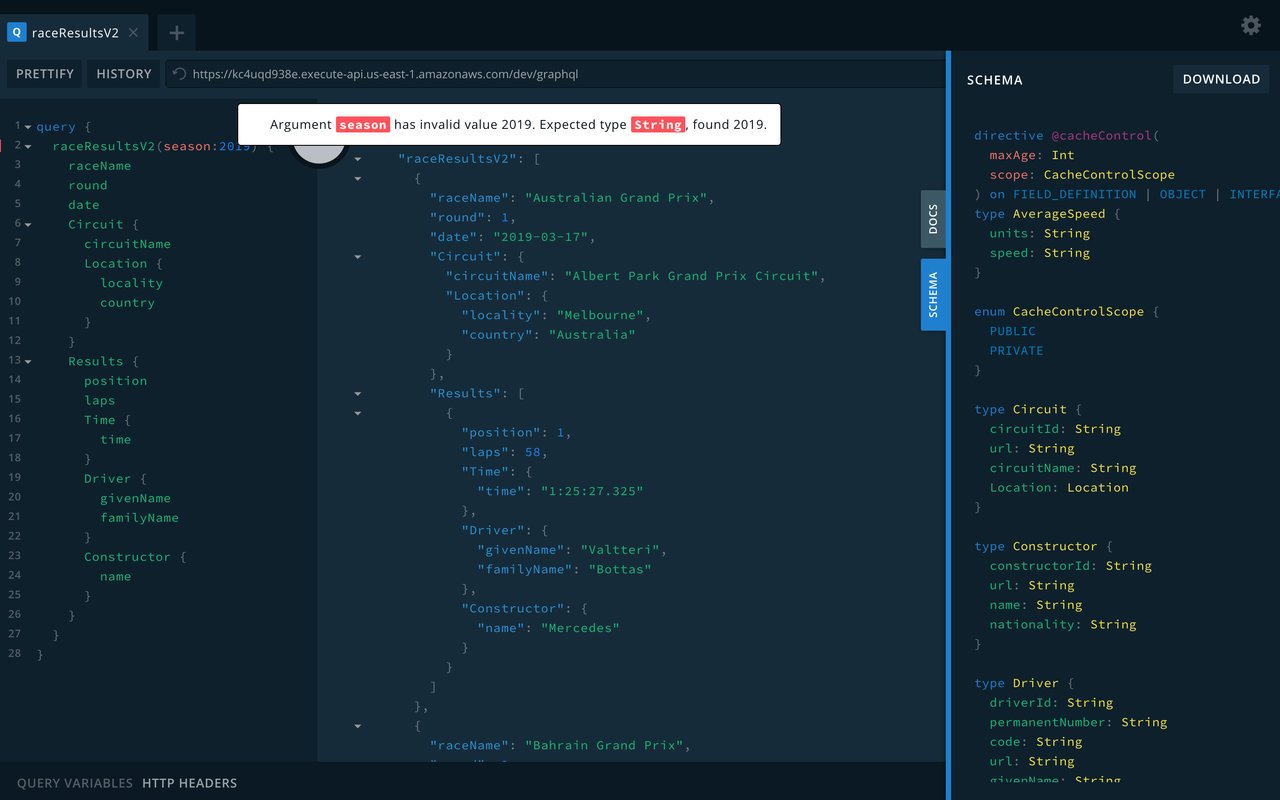 Q raceResultsV2
PRETTIFY HISTORY https://kc4uqd938e.execute-api.us-east-1.amazonaws.com/dev/graphql
Argument season has invalid value 2019. Expected type String, found 2019.
1 query {
2 raceResultsV2(season:2019) {
3 raceName
4 round
5 date
6 Circuit {
7 circuitName
8 Location {
9 locality
10 country
11 }
12 }
13 Results {
14 position
15 laps
16 Time {
17 time
18 }
19 Driver {
20 givenName
21 familyName
22 }
23 Constructor {
24 name
25 }
26 }
27 }
28 }
"raceResultsV2": [
{
"raceName": "Australian Grand Prix",
"round": 1,
"date": "2019-03-17",
"Circuit": {
"circuitName": "Albert Park Grand Prix Circuit",
"Location": {
"locality": "Melbourne",
"country": "Australia"
}
},
"Results": [
{
"position": 1,
"laps": 58,
"Time": {
"time": "1:25:27.325"
},
"Driver": {
"givenName": "Valtteri",
"familyName": "Bottas"
},
"Constructor": {
"name": "Mercedes"
}
}
]
},
{
"raceName": "Bahrain Grand Prix",
DOCS
SCHEMA
SCHEMA DOWNLOAD
directive @cacheControl(
maxAge: Int
scope: CacheControlScope
) on FIELD_DEFINITION | OBJECT | INTERFA
type AverageSpeed {
units: String
speed: String
}
enum CacheControlScope {
PUBLIC
PRIVATE
}
type Circuit {
circuitId: String
url: String
circuitName: String
Location: Location
}
type Constructor {
constructorId: String
url: String
name: String
nationality: String
}
type Driver {
driverId: String
permanentNumber: String
code: String
url: String
givenName: String
QUERY VARIABLES HTTP HEADERS